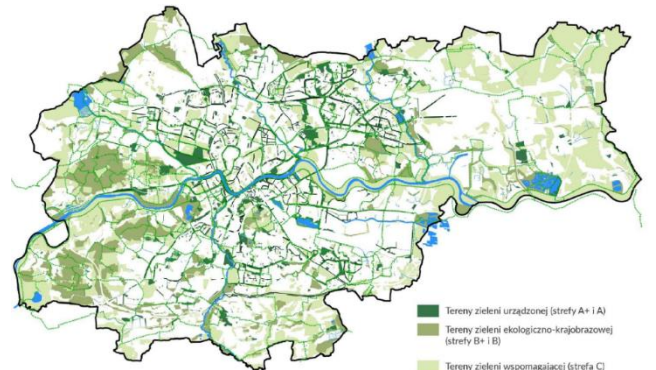 Tereny zieleni urządzonej (strefy A+ i A)
Tereny zieleni ekologiczno-krajobrazowej
(strefy B+ i B)
Tereny zieleni wspomagającej (strefa C)